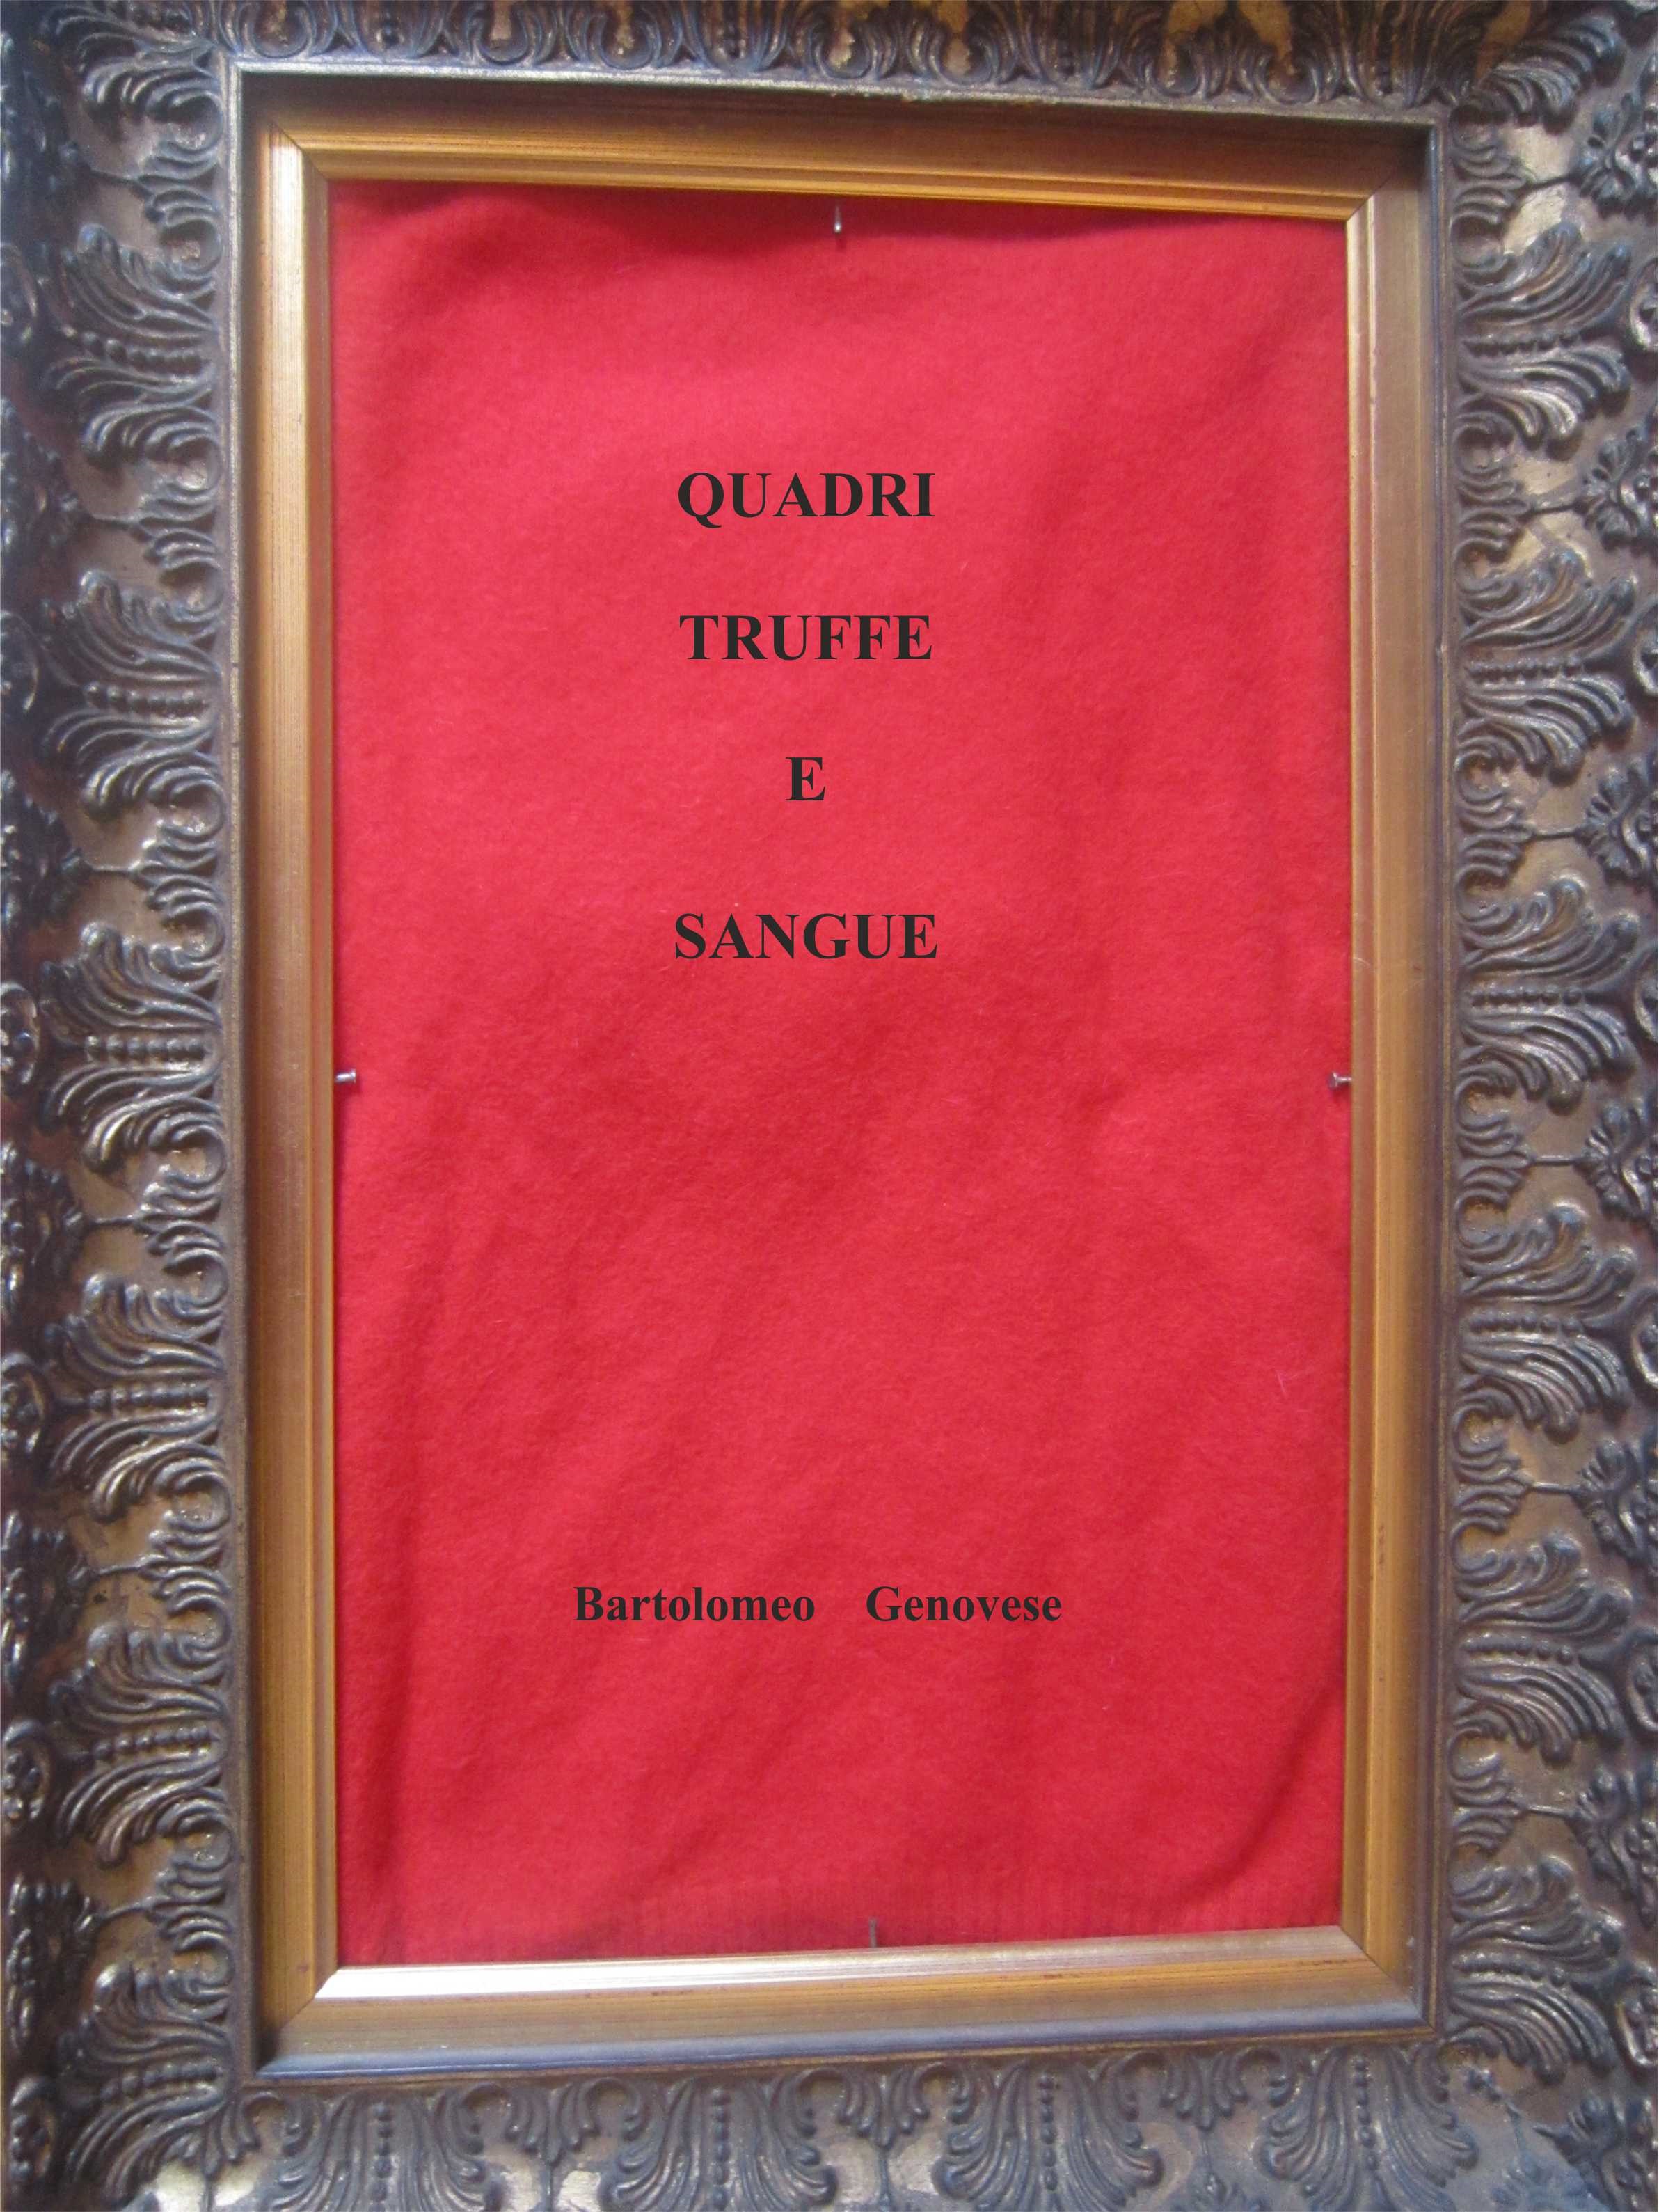 QUADRI
TRUFFE
E
SANGUE
Bartolomeo Genovese